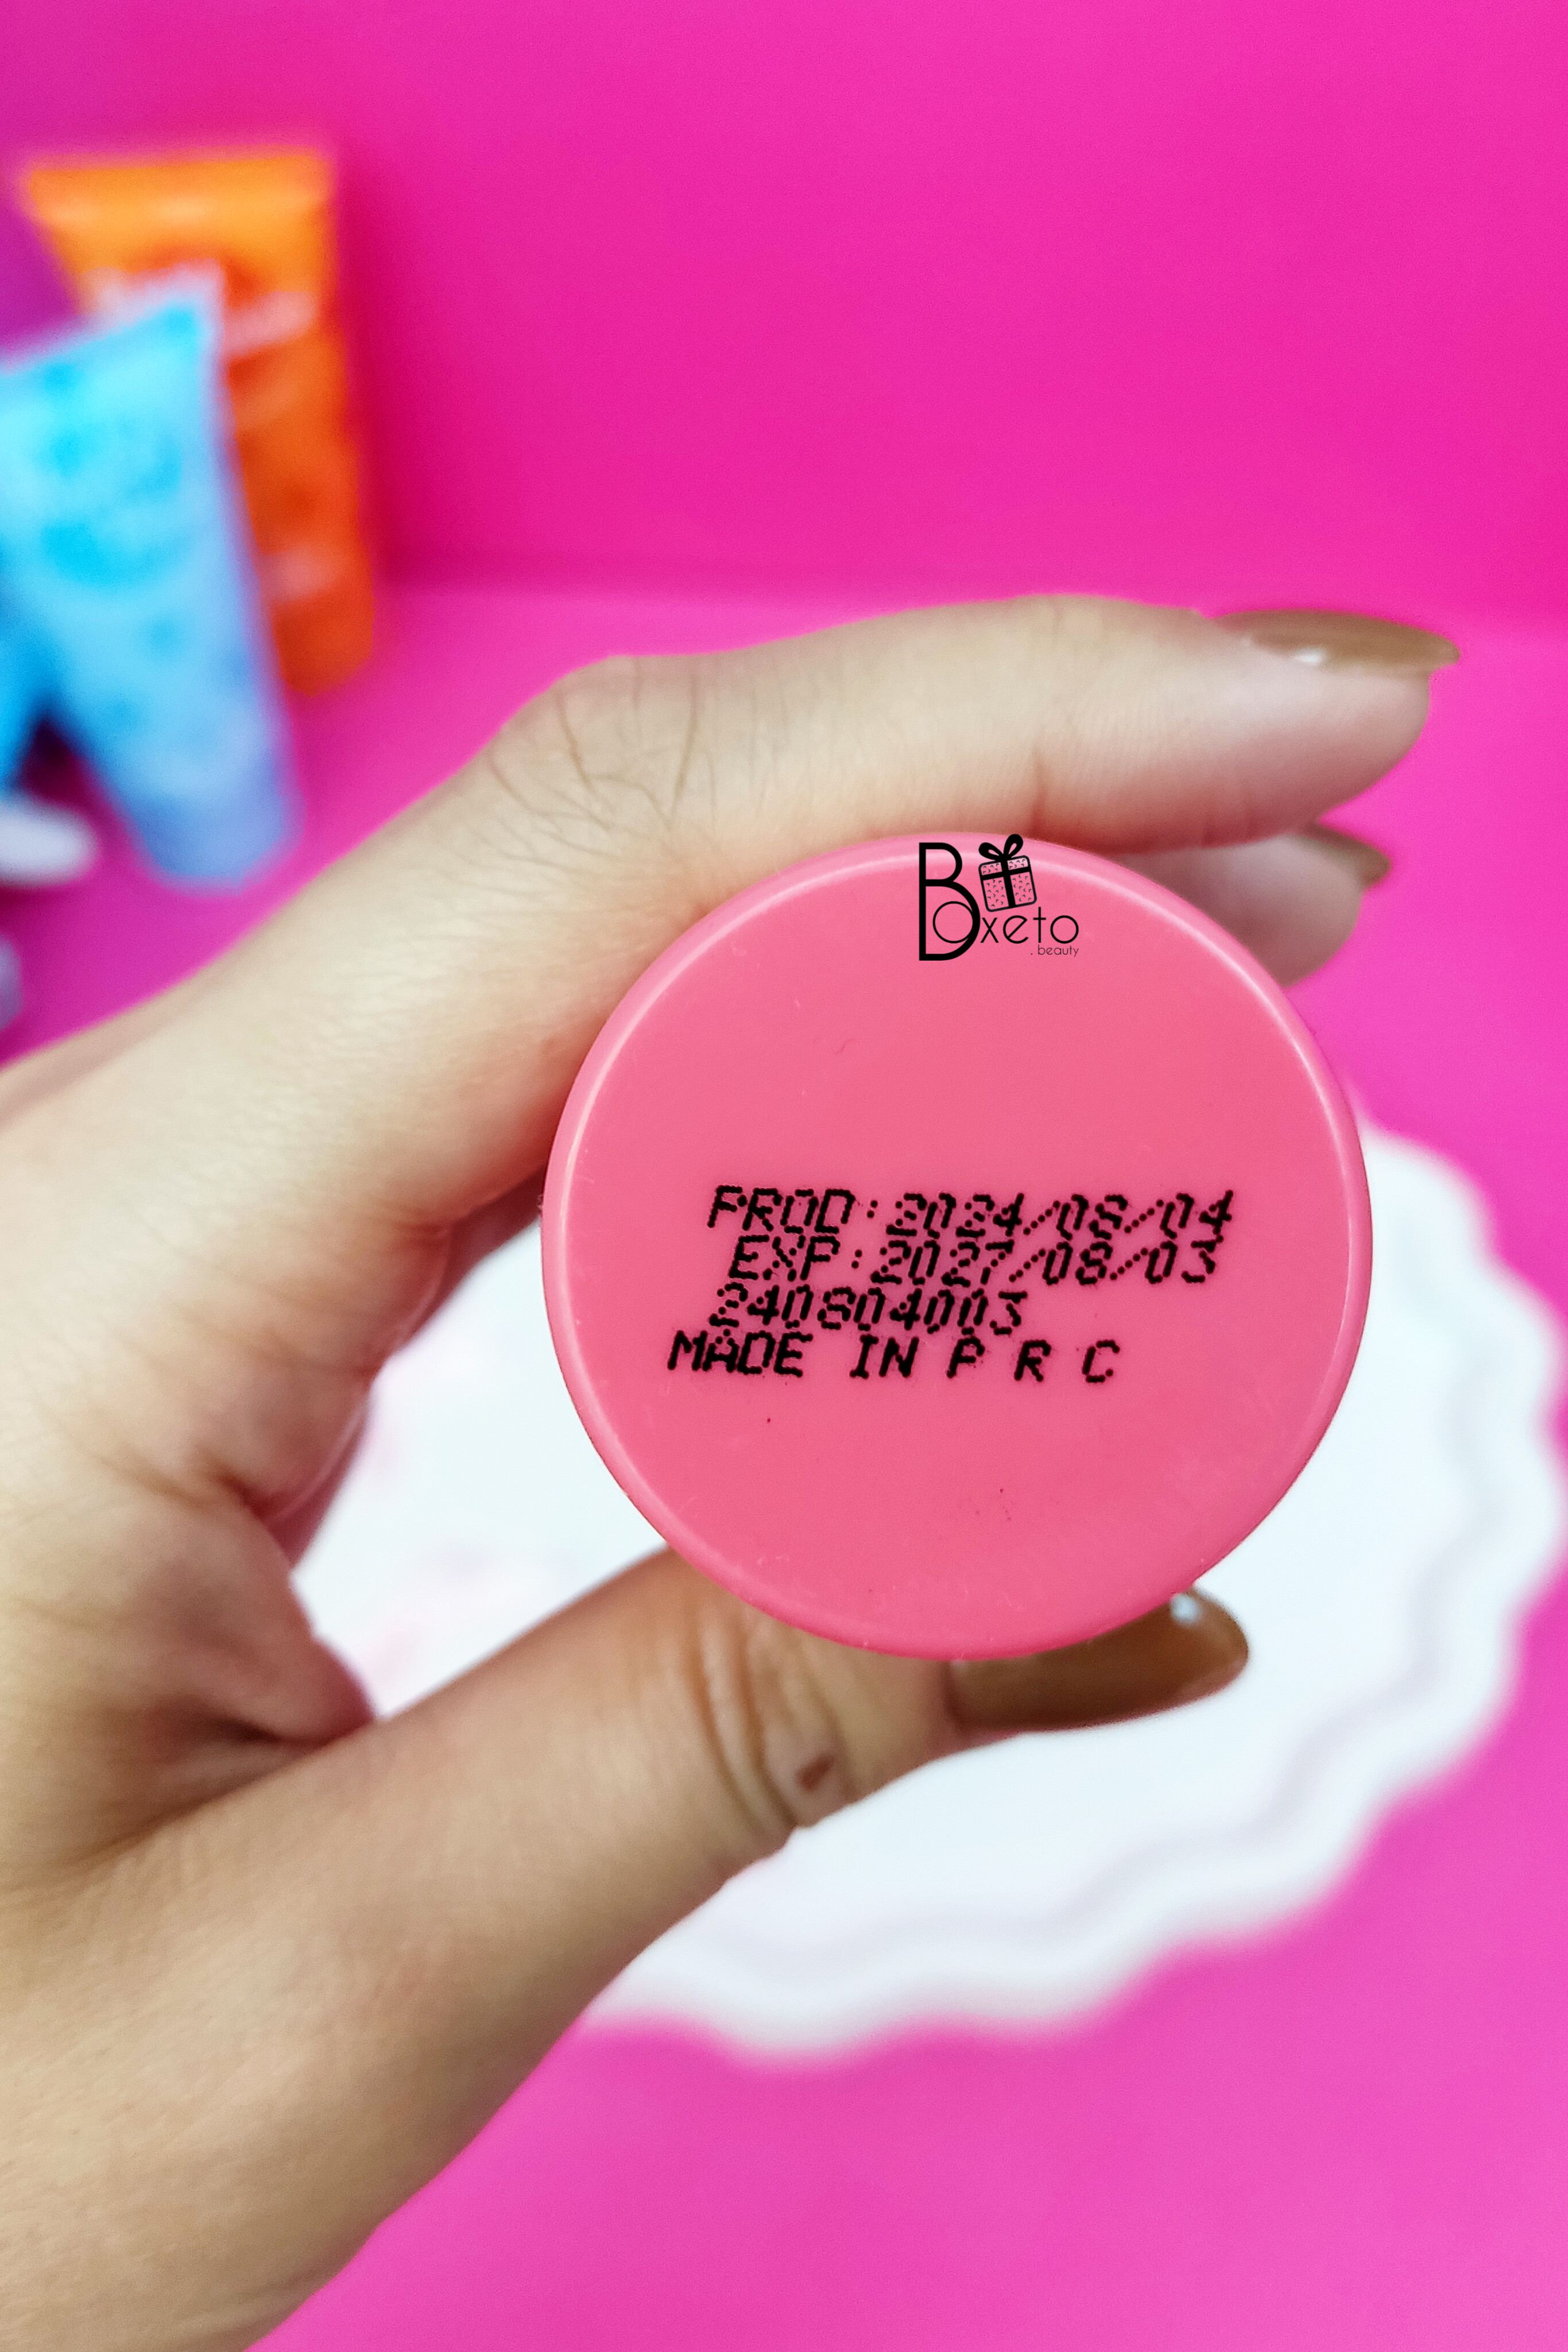 Boxeto
. beauty
PROD:2024/08/04
EXP:2027/08/03
240804003
MADE IN P R C